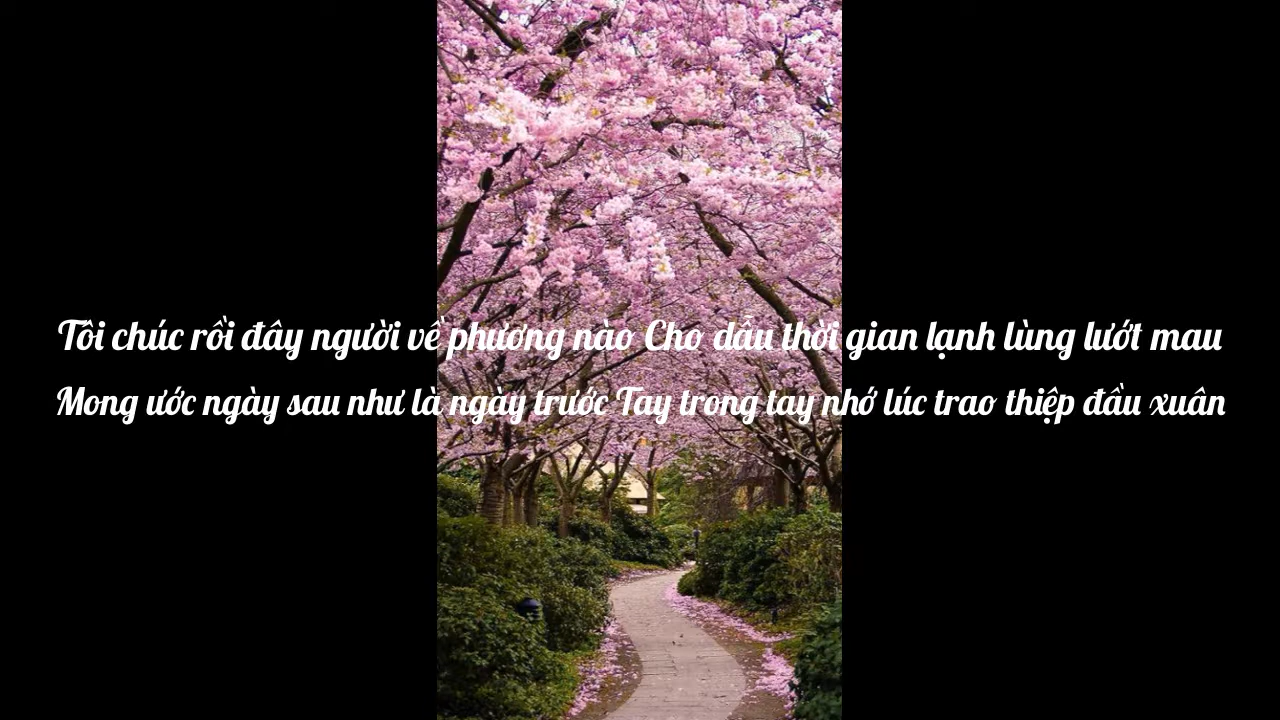 Tôi chúc rồi đây người về phương nào Cho dẫu thời gian lạnh lùng lướt mau
Mong ước ngày sau như là ngày trước Tay trong tay nhớ lúc trao thiệp đầu xuân